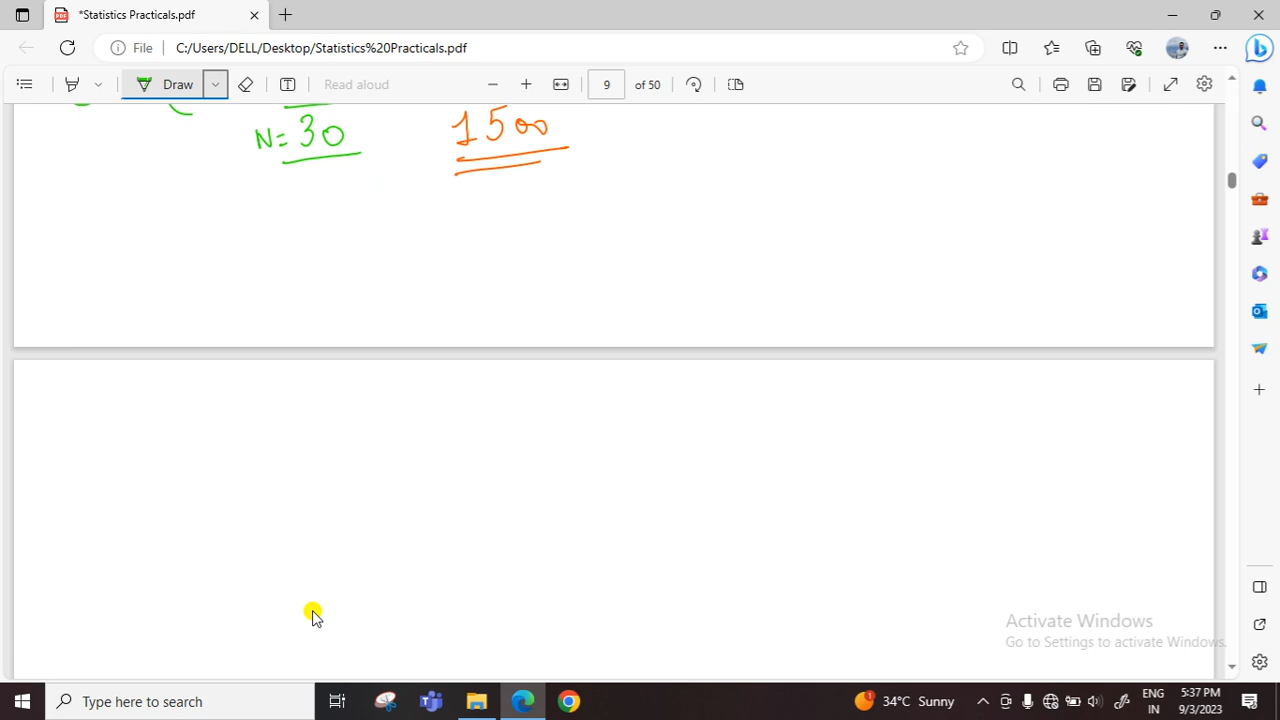 *Statistics Practicals.pdf
File
C:/Users/DELL/Desktop/Statistics%20Practicals.pdf
Draw
Read aloud
9
of 50
N=30
1500
Activate Windows
Go to Settings to activate Windows.
Type here to search
1
34°C Sunny
ENG
IN
5:37 PM
9/3/2023